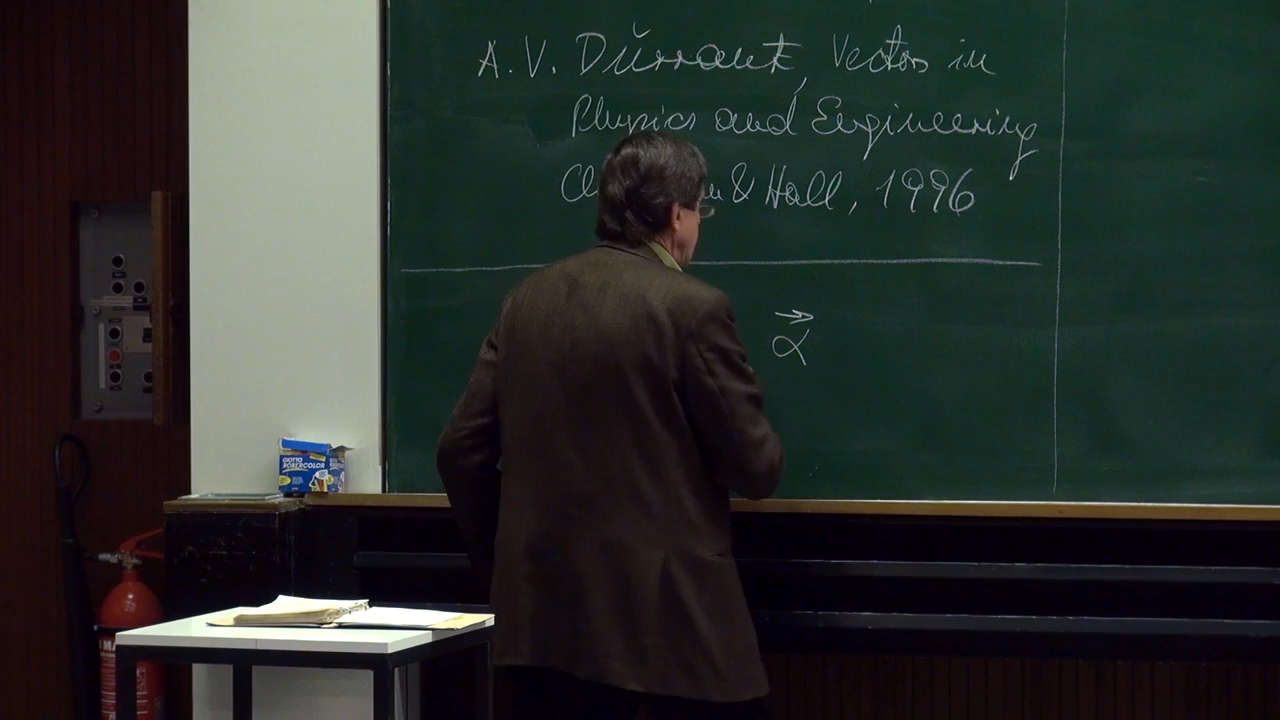 A.V. Durrant, Vectors in
Physics and Engineering
& Hall, 1996
α
GIOTTO
ROBERCOLOR